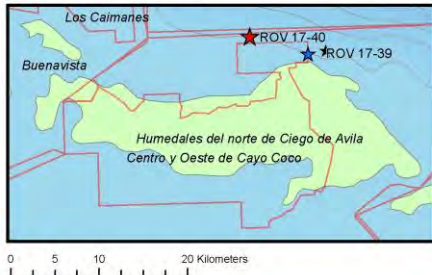 Los Caimanes
ROV 17-40
ROV 17-39
Buenavista
Humedales del norte de Ciego de Avila
Centro y Oeste de Cayo Coco
0 5 10 20 Kilometers